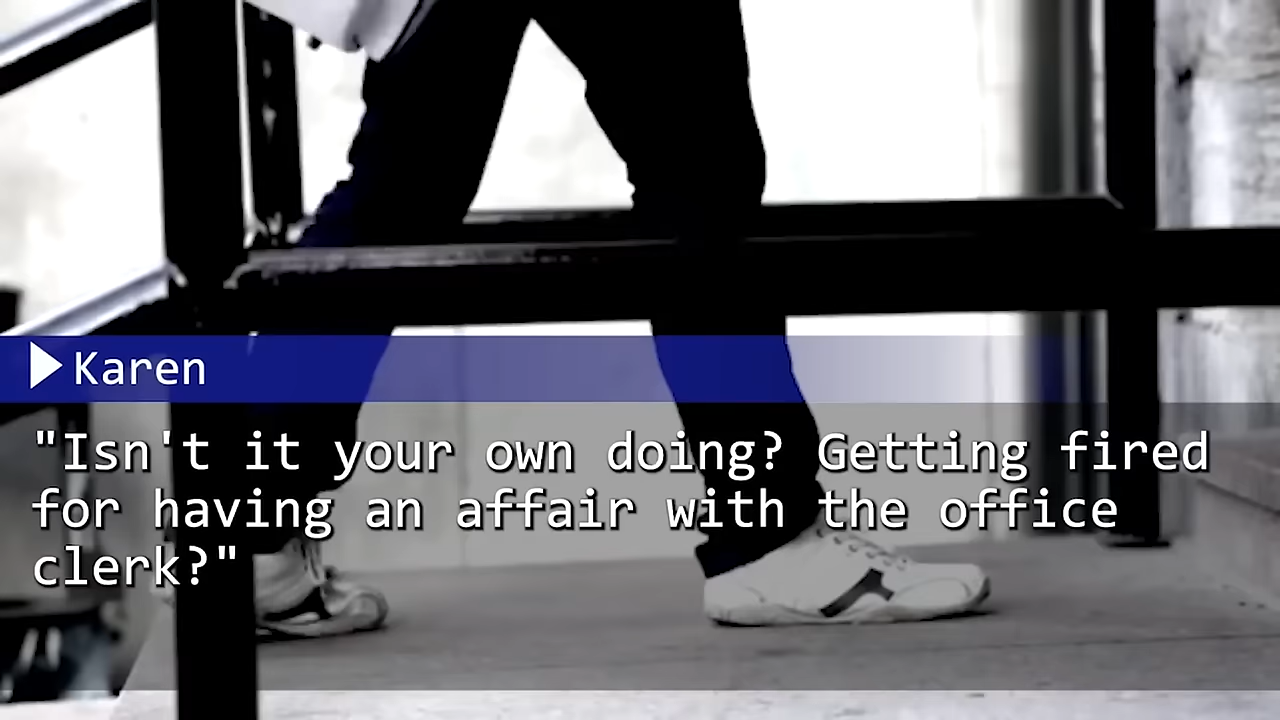 Karen
"Isn't it your own doing? Getting fired
for having an affair with the office
clerk?"